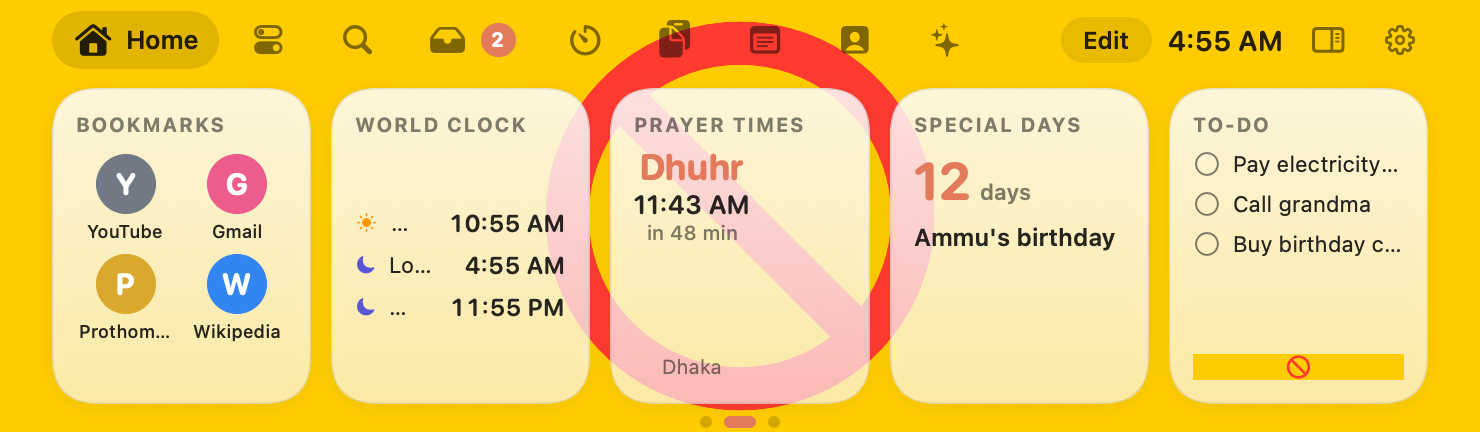 Home
2
Edit
4:55 AM
BOOKMARKS
Y
G
YouTube
Gmail
P
W
Prothom...
Wikipedia
WORLD CLOCK
... 10:55 AM
Lo... 4:55 AM
... 11:55 PM
PRAYER TIMES
Dhuhr
11:43 AM
in 48 min
Dhaka
SPECIAL DAYS
12 days
Ammu's birthday
TO-DO
Pay electricity...
Call grandma
Buy birthday c...